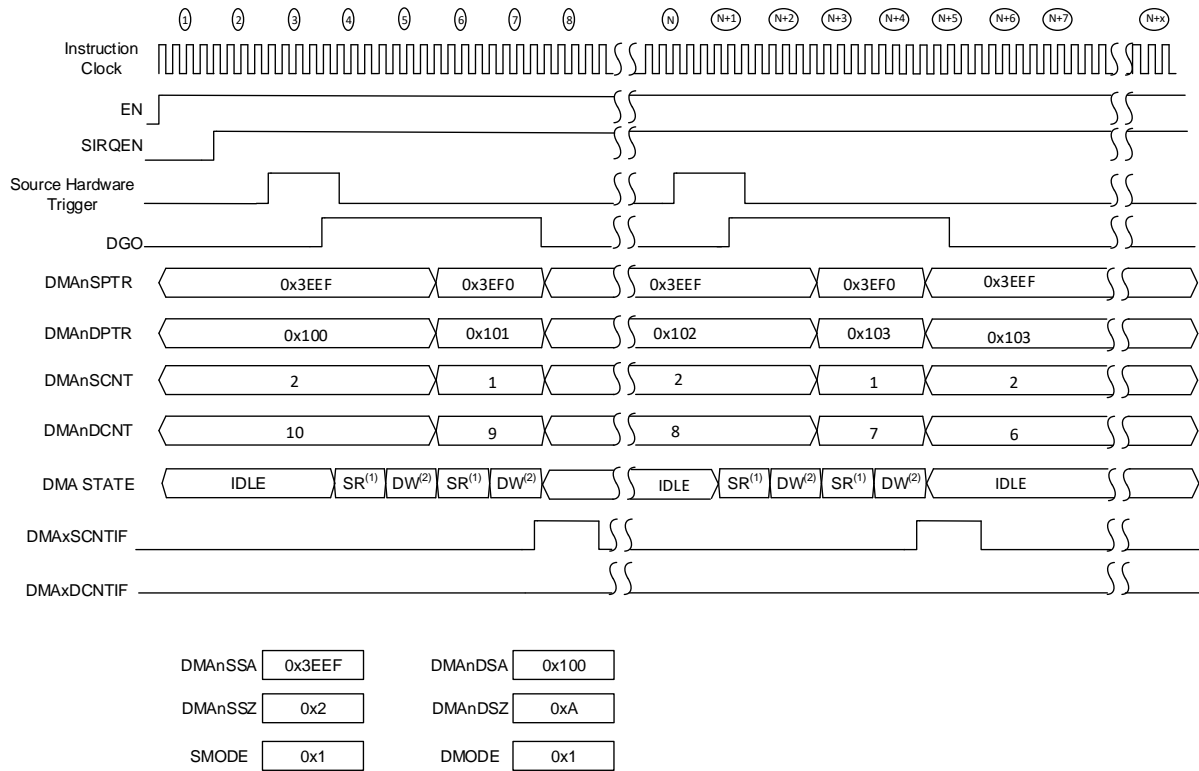 1 2 3 4 5 6 7 8 N N+1 N+2 N+3 N+4 N+5 N+6 N+7 N+x
Instruction
Clock
EN
SIRQEN
Source Hardware
Trigger
DGO
DMAnSPTR 0x3EEF 0x3EF0 0x3EEF 0x3EF0 0x3EEF
DMAnDPTR 0x100 0x101 0x102 0x103 0x103
DMAnSCNT 2 1 2 1 2
DMAnDCNT 10 9 8 7 6
DMA STATE IDLE SR(1) DW(2) SR(1) DW(2) IDLE SR(1) DW(2) SR(1) DW(2) IDLE
DMAxSCNTIF
DMAxDCNTIF
DMAnSSA 0x3EEF DMAnDSA 0x100
DMAnSSZ 0x2 DMAnDSZ 0xA
SMODE 0x1 DMODE 0x1